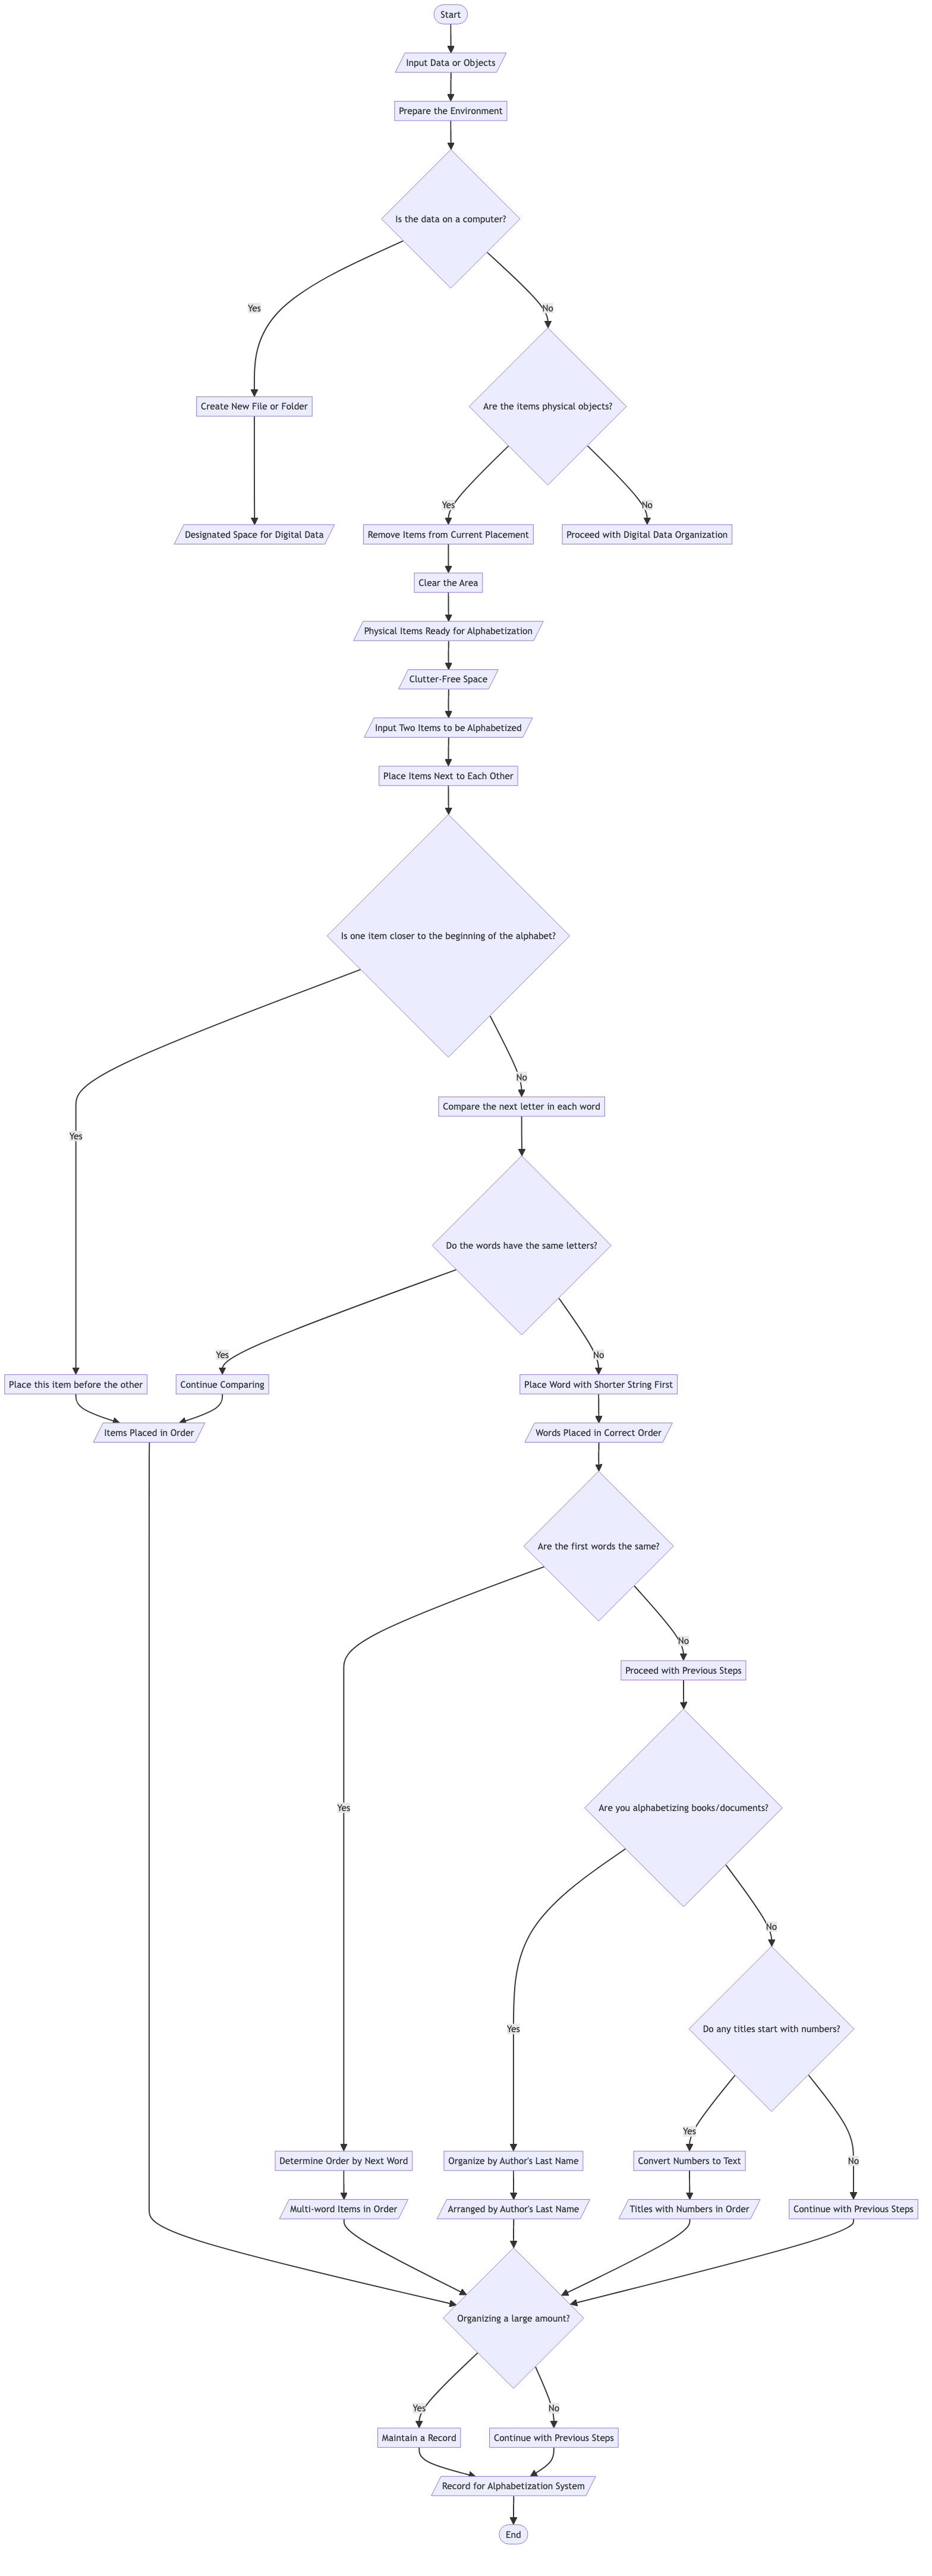 Start
Input Data or Objects
Prepare the Environment
Is the data on a computer?
Yes
No
Create New File or Folder
Are the items physical objects?
Yes
No
Designated Space for Digital Data
Remove Items from Current Placement
Proceed with Digital Data Organization
Clear the Area
Physical Items Ready for Alphabetization
Clutter-Free Space
Input Two Items to be Alphabetized
Place Items Next to Each Other
Is one item closer to the beginning of the alphabet?
No
Compare the next letter in each word
Yes
Do the words have the same letters?
Yes
No
Place this item before the other
Continue Comparing
Place Word with Shorter String First
Items Placed in Order
Words Placed in Correct Order
Are the first words the same?
No
Proceed with Previous Steps
Yes
Are you alphabetizing books/documents?
No
Yes
Do any titles start with numbers?
Yes
No
Determine Order by Next Word
Organize by Author's Last Name
Convert Numbers to Text
Multi-word Items in Order
Arranged by Author's Last Name
Titles with Numbers in Order
Continue with Previous Steps
Organizing a large amount?
Yes
No
Maintain a Record
Continue with Previous Steps
Record for Alphabetization System
End